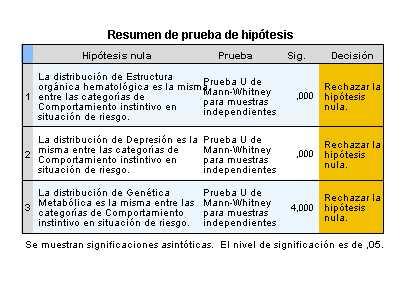 Resumen de prueba de hipótesis
Hipótesis nula Prueba Sig. Decisión
1
La distribución de Estructura
orgánica hematológica es la misma
entre las categorías de
Comportamiento instintivo en
situación de riesgo.
Prueba U de
Mann-Whitney
para muestras
independientes
,000
Rechazar la
hipótesis
nula.
2
La distribución de Depresión es la
misma entre las categorías de
Comportamiento instintivo en
situación de riesgo.
Prueba U de
Mann-Whitney
para muestras
independientes
,000
Rechazar la
hipótesis
nula.
3
La distribución de Genética
Metabólica es la misma entre las
categorías de Comportamiento
instintivo en situación de riesgo.
Prueba U de
Mann-Whitney
para muestras
independientes
4,000
Rechazar la
hipótesis
nula.
Se muestran significaciones asintóticas. El nivel de significación es de ,05.